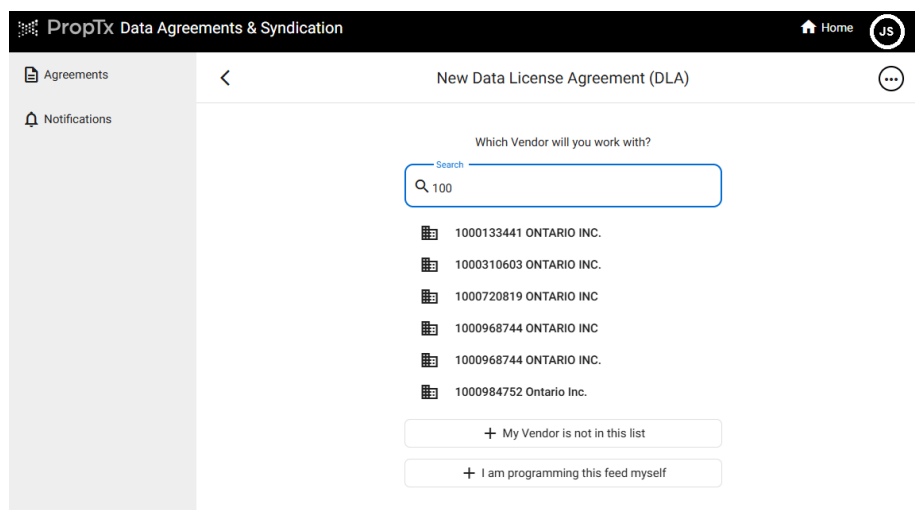 PropTx Data Agreements & Syndication
Home
JS
Agreements
Notifications
New Data License Agreement (DLA)
Which Vendor will you work with?
Search
100
1000133441 ONTARIO INC.
1000310603 ONTARIO INC.
1000720819 ONTARIO INC
1000968744 ONTARIO INC
1000968744 ONTARIO INC.
1000984752 Ontario Inc.
+ My Vendor is not in this list
+ I am programming this feed myself